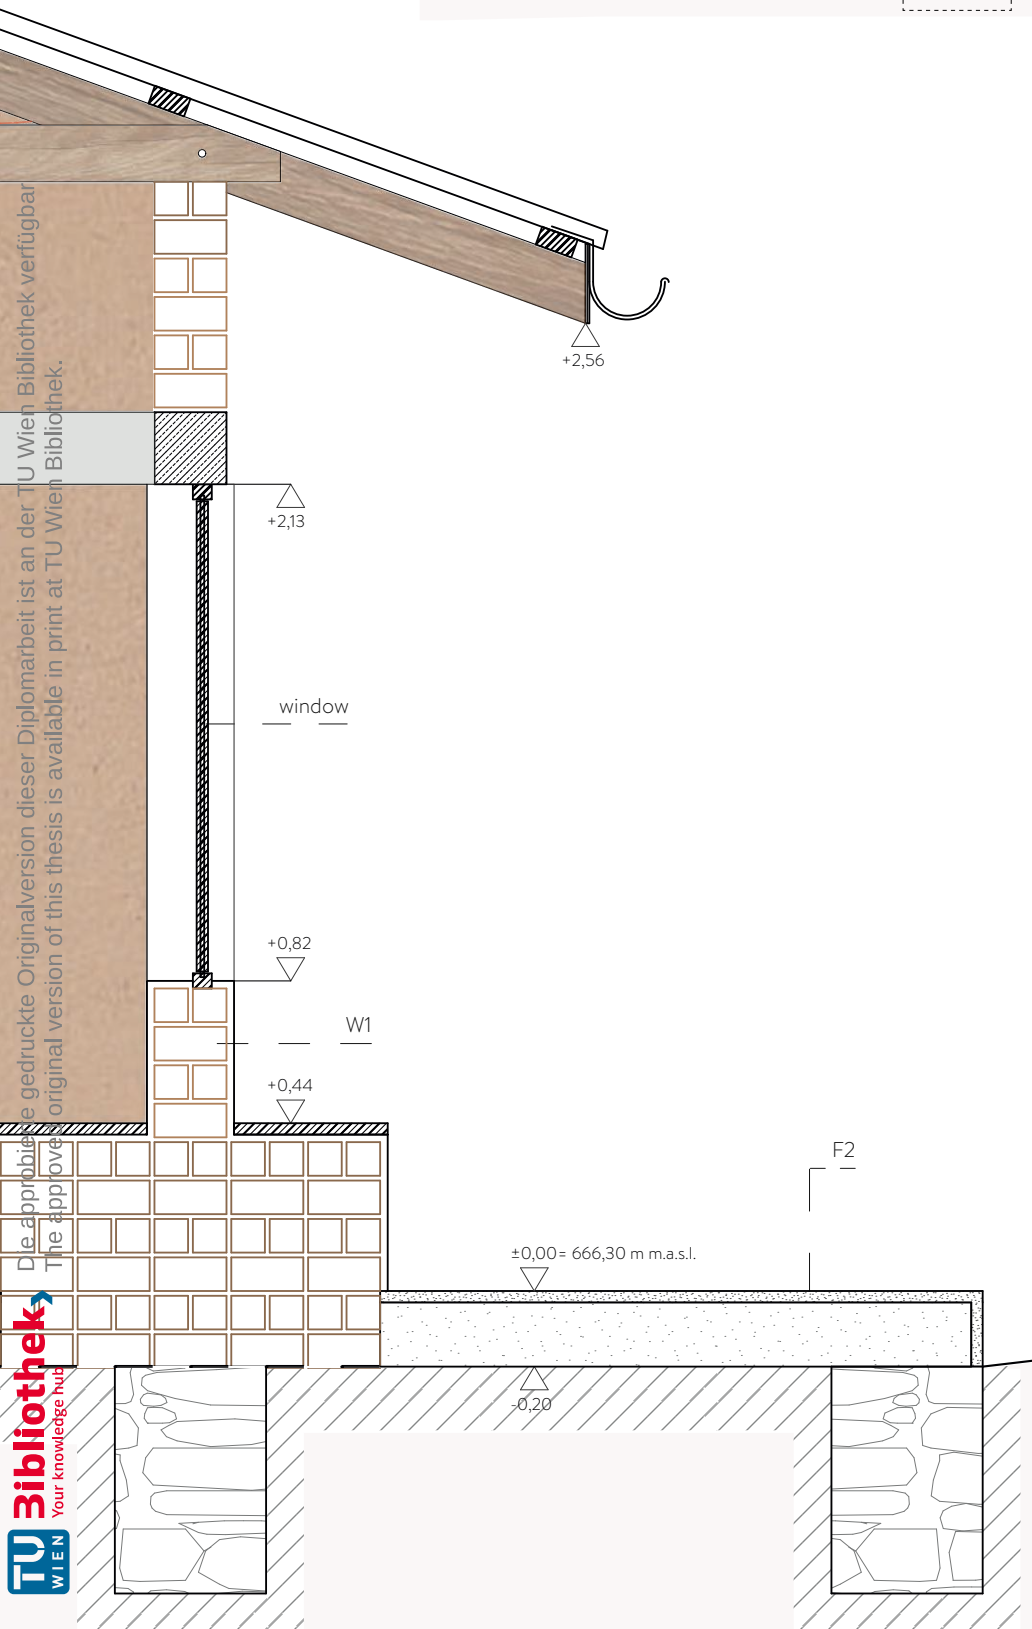 +2,56
+2,13
window
+0,82
W1
+0,44
F2
±0,00= 666,30 m m.a.s.l.
-0,20
Die approbierte gedruckte Originalversion dieser Diplomarbeit ist an der TU Wien Bibliothek verfügbar
The approved original version of this thesis is available in print at TU Wien Bibliothek.
TU
WIEN
Bibliothek
Your knowledge hub